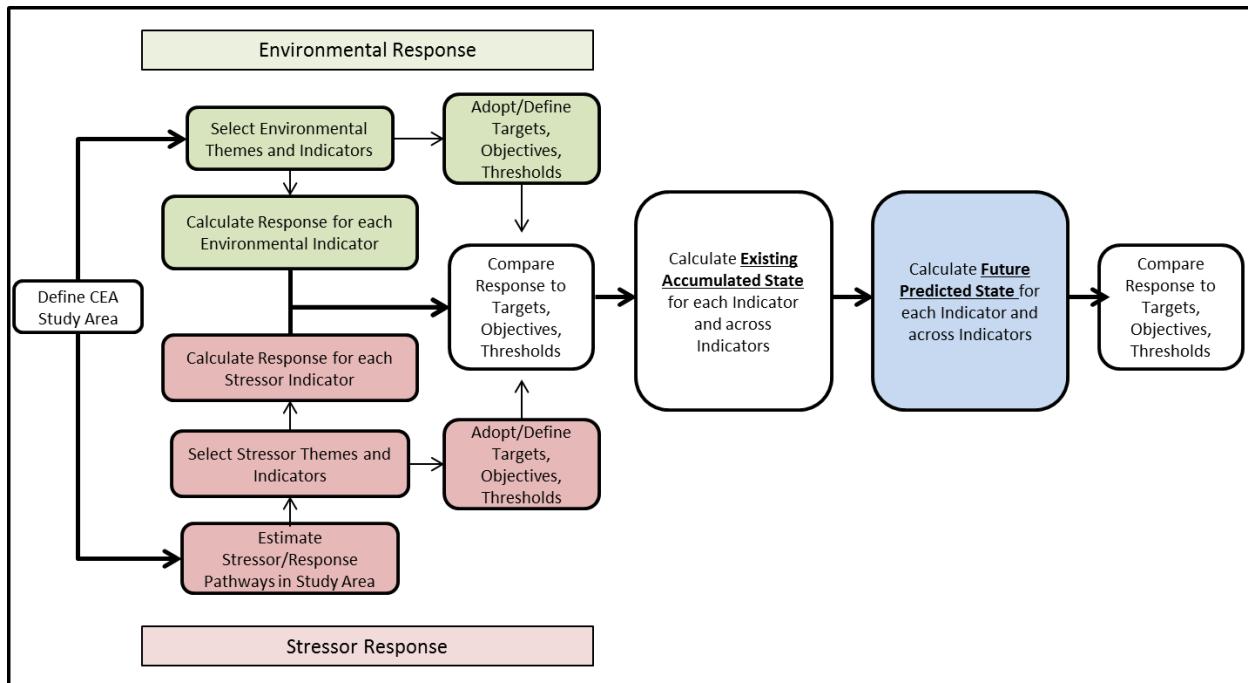 Environmental Response
Select Environmental
Themes and Indicators
Adopt/Define
Targets,
Objectives,
Thresholds
Calculate Response for each
Environmental Indicator
Define CEA
Study Area
Compare
Response to
Targets,
Objectives,
Thresholds
Calculate Existing
Accumulated State
for each Indicator
and across
Indicators
Calculate Future
Predicted State for
each Indicator and
across Indicators
Compare
Response to
Targets,
Objectives,
Thresholds
Calculate Response for each
Stressor Indicator
Select Stressor Themes and
Indicators
Adopt/Define
Targets,
Objectives,
Thresholds
Estimate
Stressor/Response
Pathways in Study Area
Stressor Response